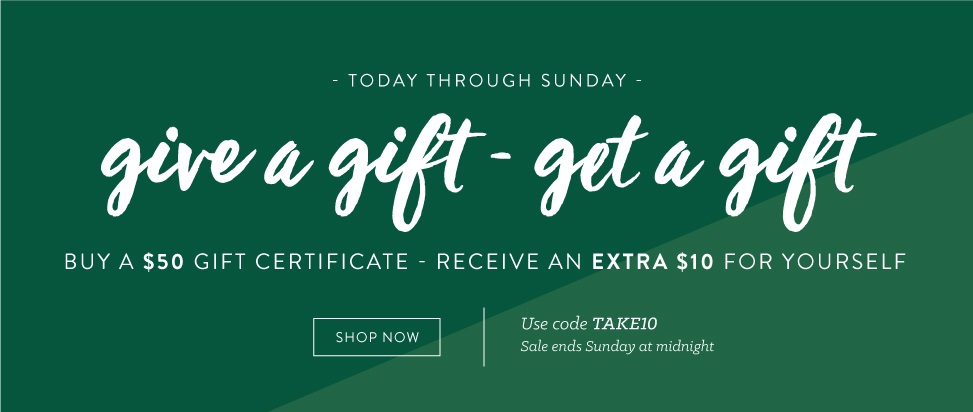 - TODAY THROUGH SUNDAY -
give a gift - get a gift
BUY A $50 GIFT CERTIFICATE - RECEIVE AN EXTRA $10 FOR YOURSELF
SHOP NOW
Use code TAKE10
Sale ends Sunday at midnight